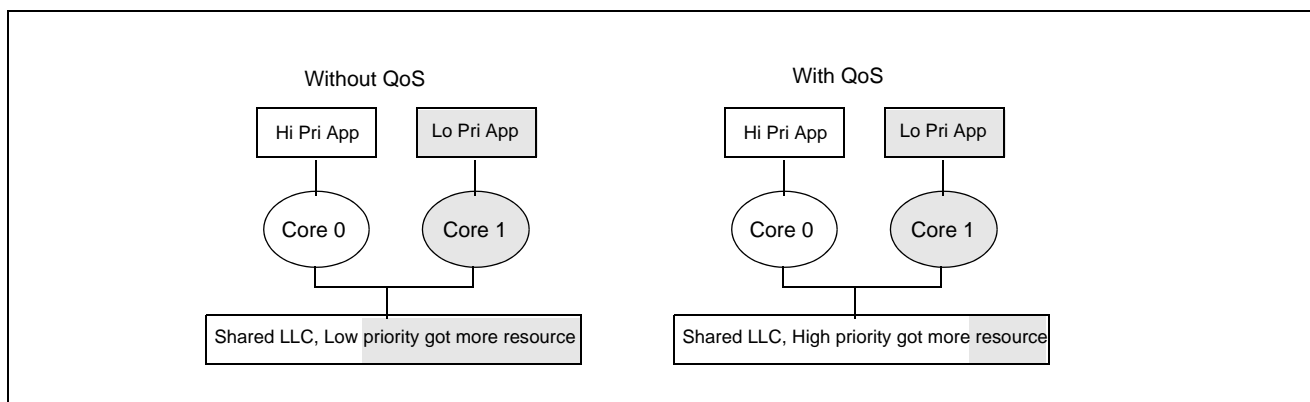 Without QoS
With QoS
Hi Pri App
Lo Pri App
Hi Pri App
Lo Pri App
Core 0
Core 1
Core 0
Core 1
Shared LLC, Low priority got more resource
Shared LLC, High priority got more resource